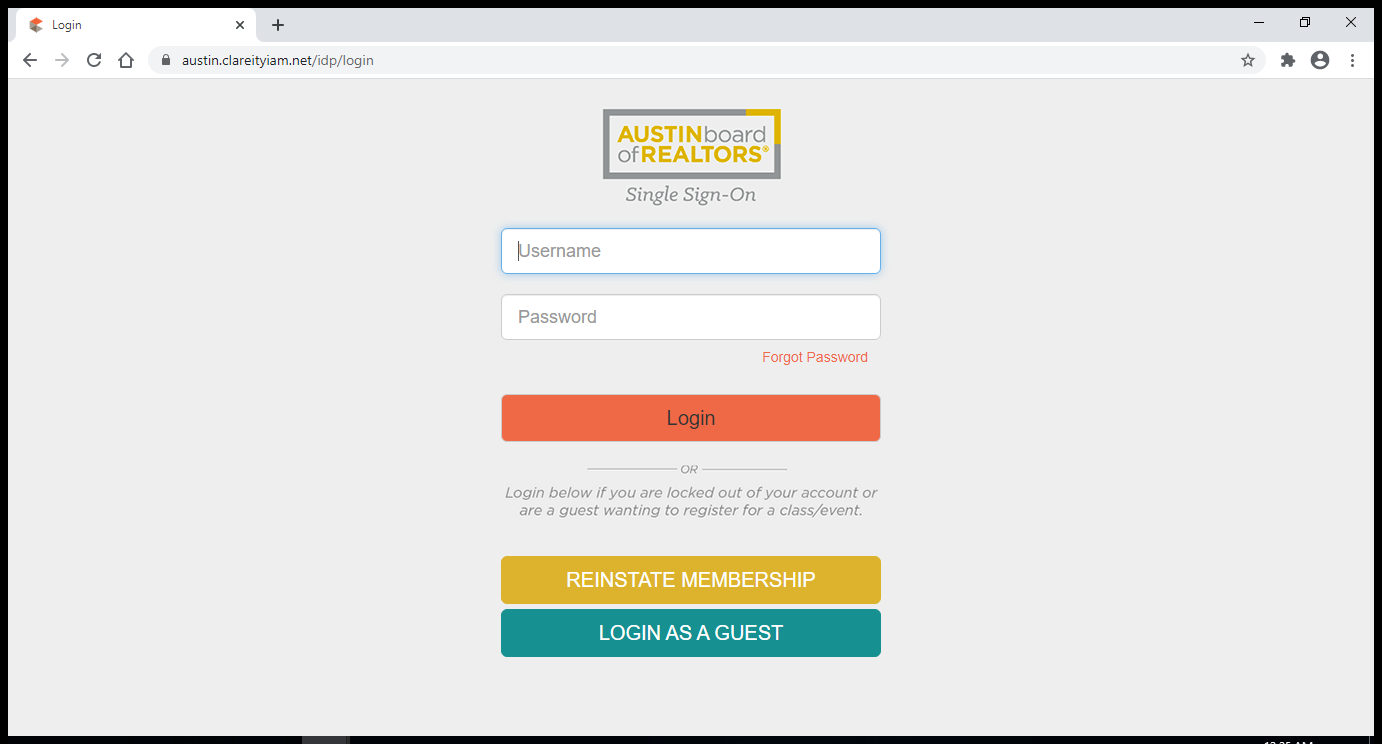 Login
austin.clareityiam.net/idp/login
AUSTINboard
ofREALTORS®
Single Sign-On
Username
Password
Forgot Password
Login
OR
Login below if you are locked out of your account or
are a guest wanting to register for a class/event.
REINSTATE MEMBERSHIP
LOGIN AS A GUEST